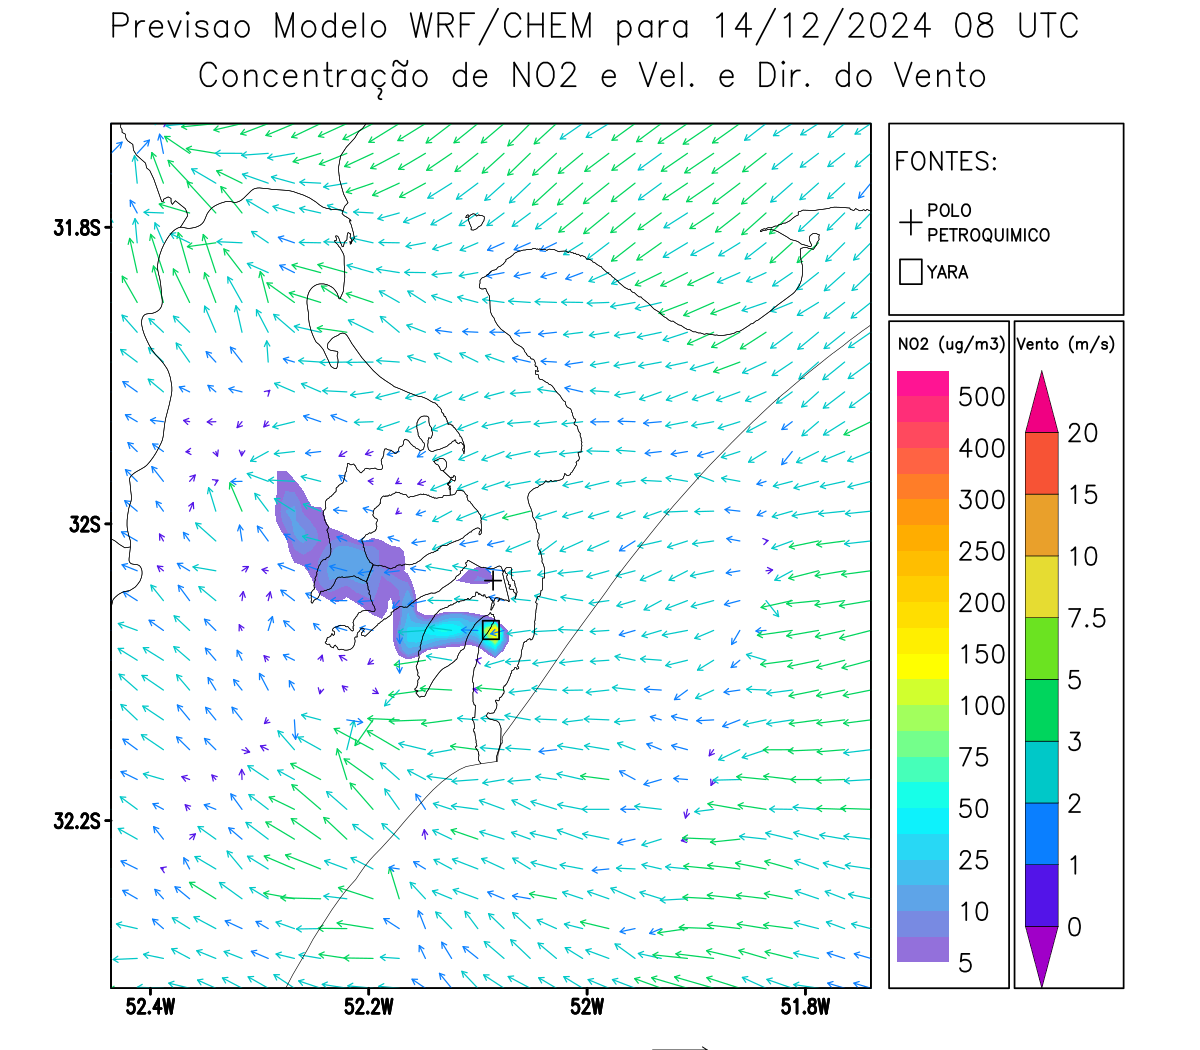 Previsao Modelo WRF/CHEM para 14/12/2024 08 UTC
Concentração de NO2 e Vel. e Dir. do Vento
FONTES:
POLO
PETROQUIMICO
YARA
NO2 (ug/m3)
500
400
300
250
200
150
100
75
50
25
10
5
Vento (m/s)
20
15
10
7.5
5
3
2
1
0
31.8S
32S
32.2S
52.4W
52.2W
52W
51.8W